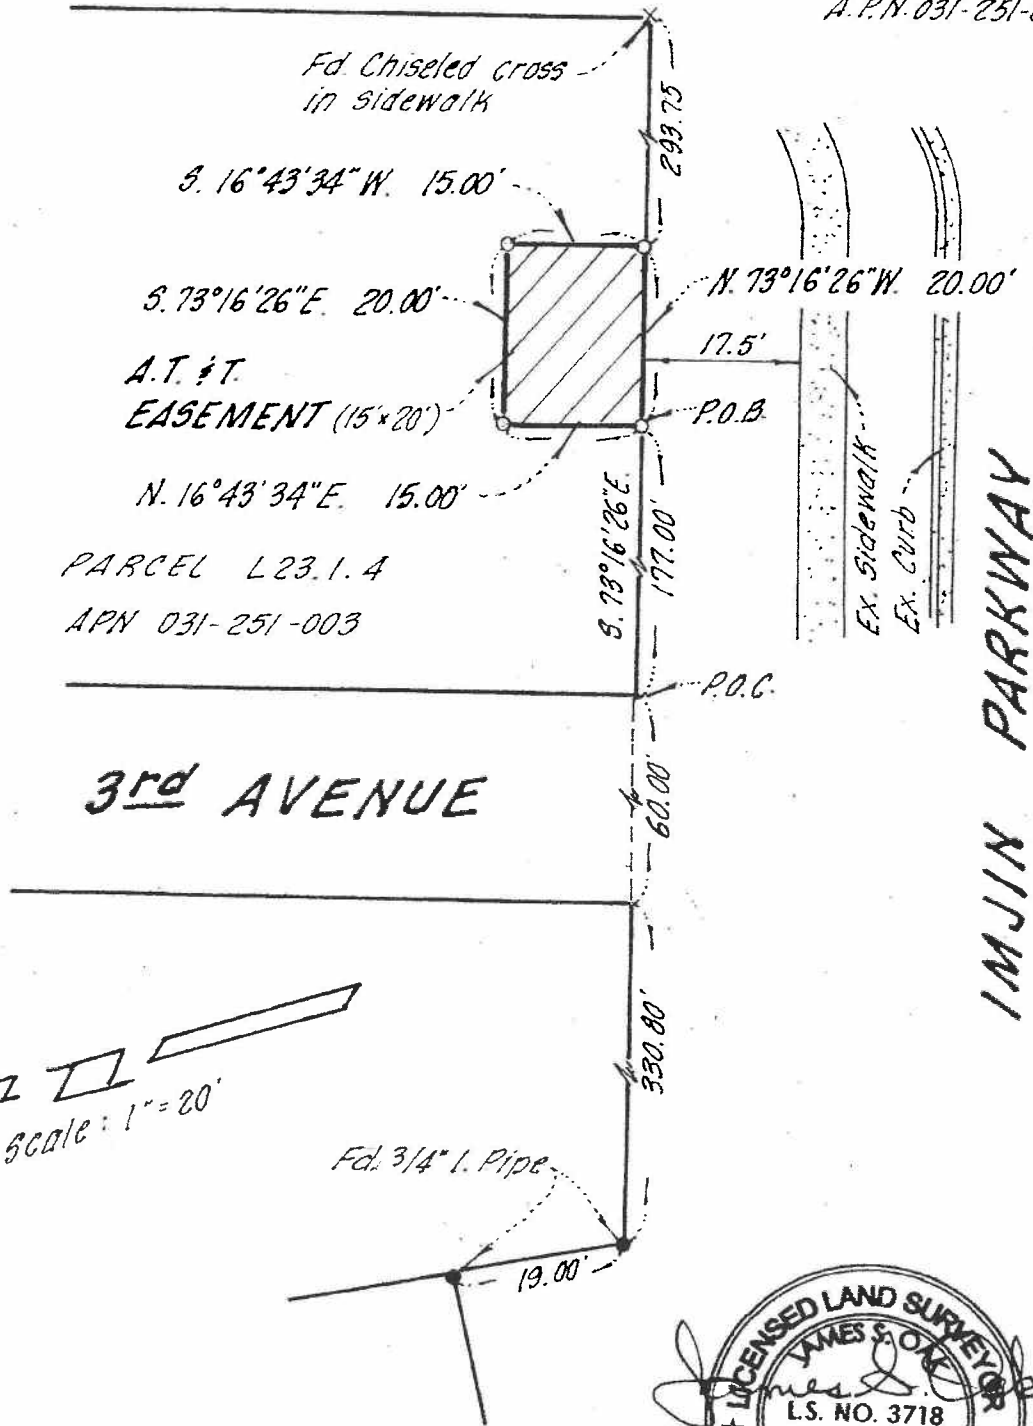 A.P.N. 031-251-
Fd. Chiseled cross
in sidewalk
293.75
S. 16°43'34" W. 15.00'
S. 73°16'26" E. 20.00'
N. 73°16'26" W. 20.00'
A.T. & T.
EASEMENT (15'x20')
17.5'
P.O.B.
N. 16°43'34" E. 15.00'
S. 73°16'26" E.
177.00'
Ex. Sidewalk
Ex. Curb
PARCEL L23.1.4
APN 031-251-003
P.O.C.
3rd AVENUE
60.00'
IMJIN PARKWAY
330.80'
Scale: 1"=20'
Fd. 3/4" I. Pipe
19.00'
LICENSED LAND SURVEYOR
JAMES S. OAK
L.S. NO. 3718